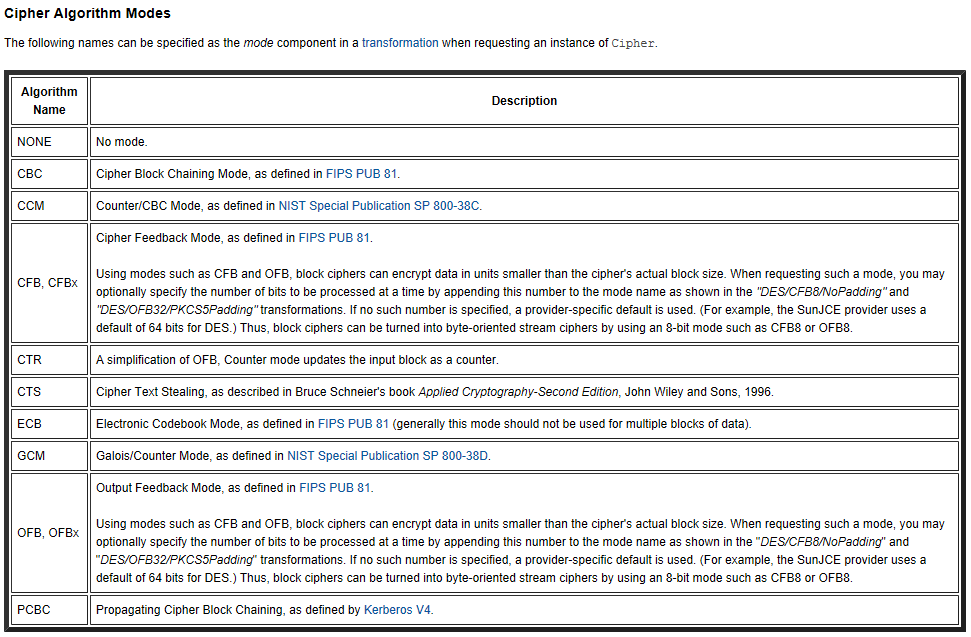 Cipher Algorithm Modes
The following names can be specified as the mode component in a transformation when requesting an instance of Cipher.
Algorithm
Name
Description
NONE
No mode.
CBC
Cipher Block Chaining Mode, as defined in FIPS PUB 81.
CCM
Counter/CBC Mode, as defined in NIST Special Publication SP 800-38C.
CFB, CFBx
Cipher Feedback Mode, as defined in FIPS PUB 81.
Using modes such as CFB and OFB, block ciphers can encrypt data in units smaller than the cipher's actual block size. When requesting such a mode, you may
optionally specify the number of bits to be processed at a time by appending this number to the mode name as shown in the "DES/CFB8/NoPadding" and
"DES/OFB32/PKCS5Padding" transformations. If no such number is specified, a provider-specific default is used. (For example, the SunJCE provider uses a
default of 64 bits for DES.) Thus, block ciphers can be turned into byte-oriented stream ciphers by using an 8-bit mode such as CFB8 or OFB8.
CTR
A simplification of OFB, Counter mode updates the input block as a counter.
CTS
Cipher Text Stealing, as described in Bruce Schneier's book Applied Cryptography-Second Edition, John Wiley and Sons, 1996.
ECB
Electronic Codebook Mode, as defined in FIPS PUB 81 (generally this mode should not be used for multiple blocks of data).
GCM
Galois/Counter Mode, as defined in NIST Special Publication SP 800-38D.
OFB, OFBx
Output Feedback Mode, as defined in FIPS PUB 81.
Using modes such as CFB and OFB, block ciphers can encrypt data in units smaller than the cipher's actual block size. When requesting such a mode, you may
optionally specify the number of bits to be processed at a time by appending this number to the mode name as shown in the "DES/CFB8/NoPadding" and
"DES/OFB32/PKCS5Padding" transformations. If no such number is specified, a provider-specific default is used. (For example, the SunJCE provider uses a
default of 64 bits for DES.) Thus, block ciphers can be turned into byte-oriented stream ciphers by using an 8-bit mode such as CFB8 or OFB8.
PCBC
Propagating Cipher Block Chaining, as defined by Kerberos V4.